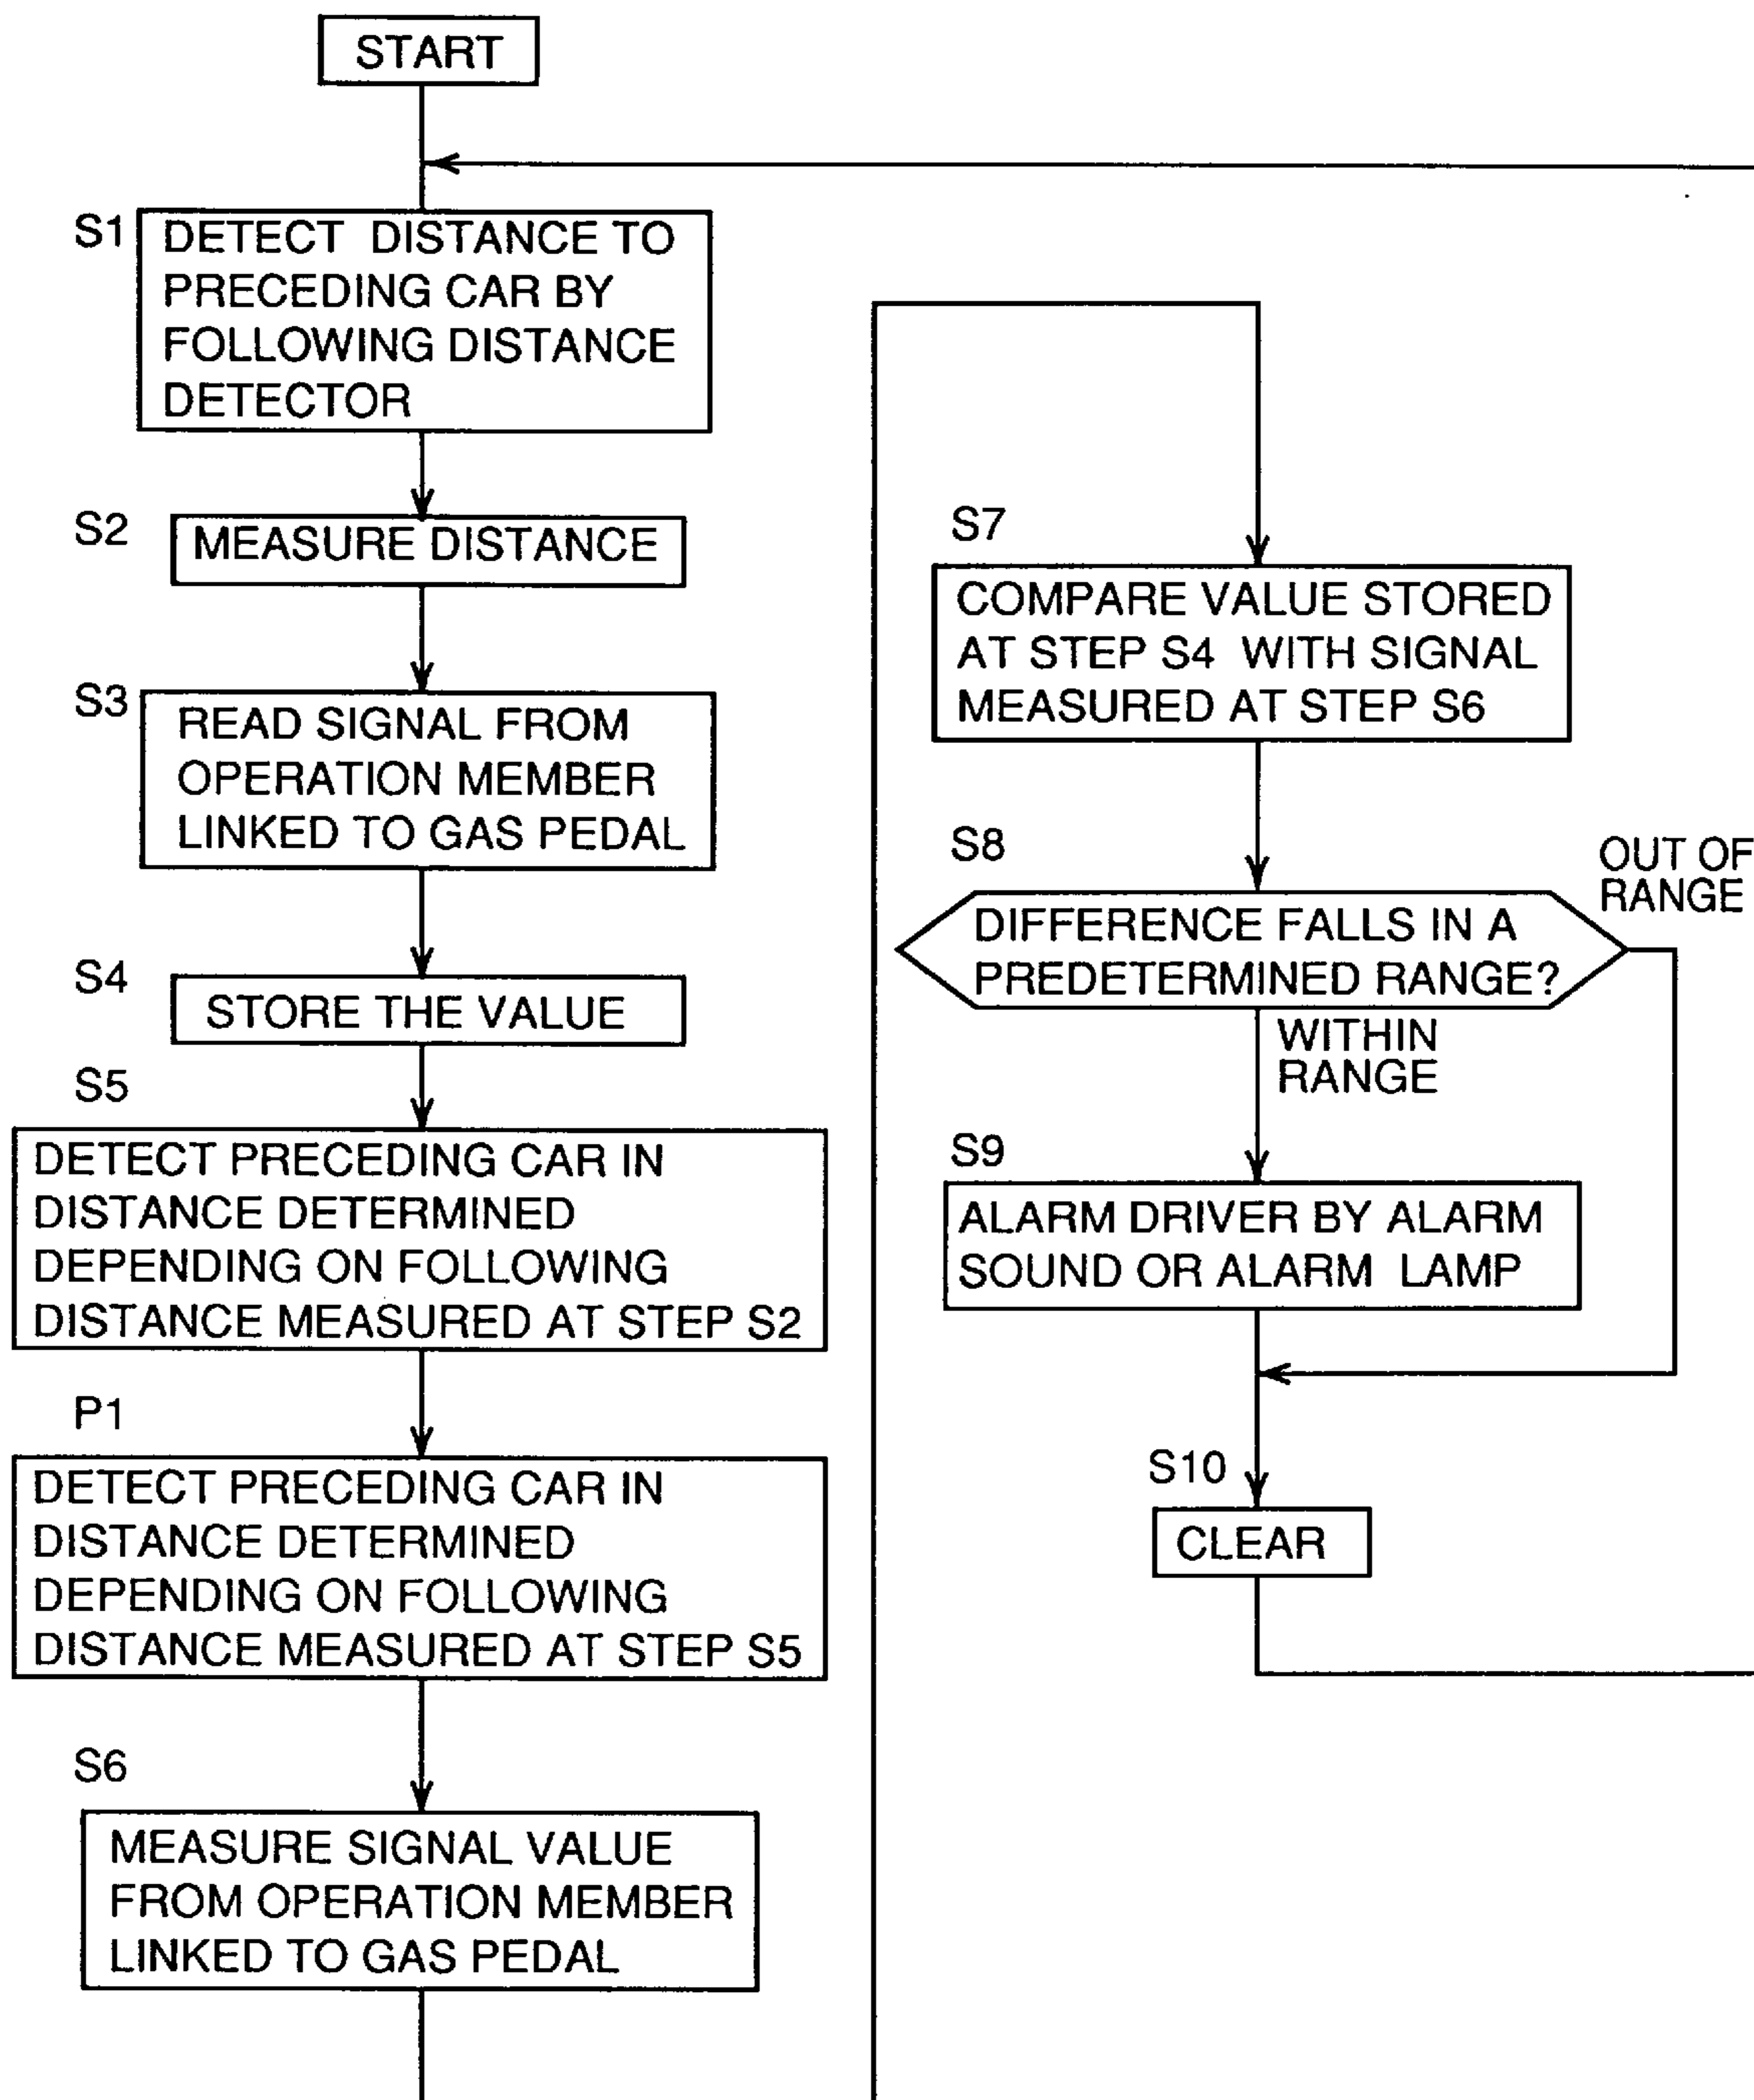 START
S1
DETECT DISTANCE TO
PRECEDING CAR BY
FOLLOWING DISTANCE
DETECTOR
S2
MEASURE DISTANCE
S3
READ SIGNAL FROM
OPERATION MEMBER
LINKED TO GAS PEDAL
S4
STORE THE VALUE
S5
DETECT PRECEDING CAR IN
DISTANCE DETERMINED
DEPENDING ON FOLLOWING
DISTANCE MEASURED AT STEP S2
P1
DETECT PRECEDING CAR IN
DISTANCE DETERMINED
DEPENDING ON FOLLOWING
DISTANCE MEASURED AT STEP S5
S6
MEASURE SIGNAL VALUE
FROM OPERATION MEMBER
LINKED TO GAS PEDAL
S7
COMPARE VALUE STORED
AT STEP S4 WITH SIGNAL
MEASURED AT STEP S6
S8
DIFFERENCE FALLS IN A
PREDETERMINED RANGE?
OUT OF
RANGE
WITHIN
RANGE
S9
ALARM DRIVER BY ALARM
SOUND OR ALARM LAMP
S10
CLEAR